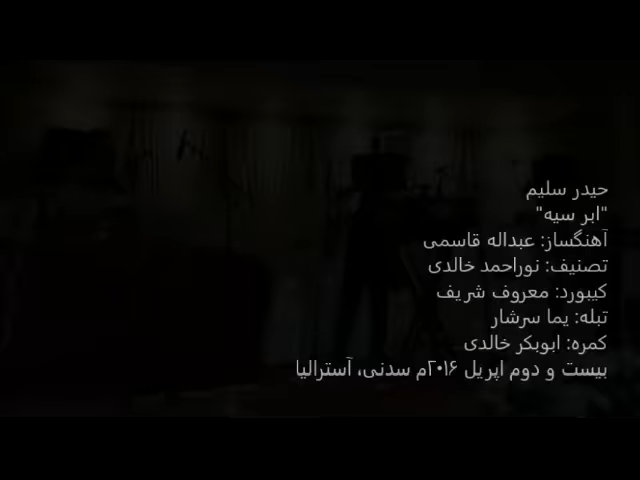 حیدر سلیم
"ابر سیه"
آهنگساز: عبداله قاسمی
تصنیف: نوراحمد خالدی
کیبورد: معروف شریف
تبله: یما سرشار
کمره: ابوبکر خالدی
بیست و دوم اپریل ۲۰۱۶م سدنی، آسترالیا